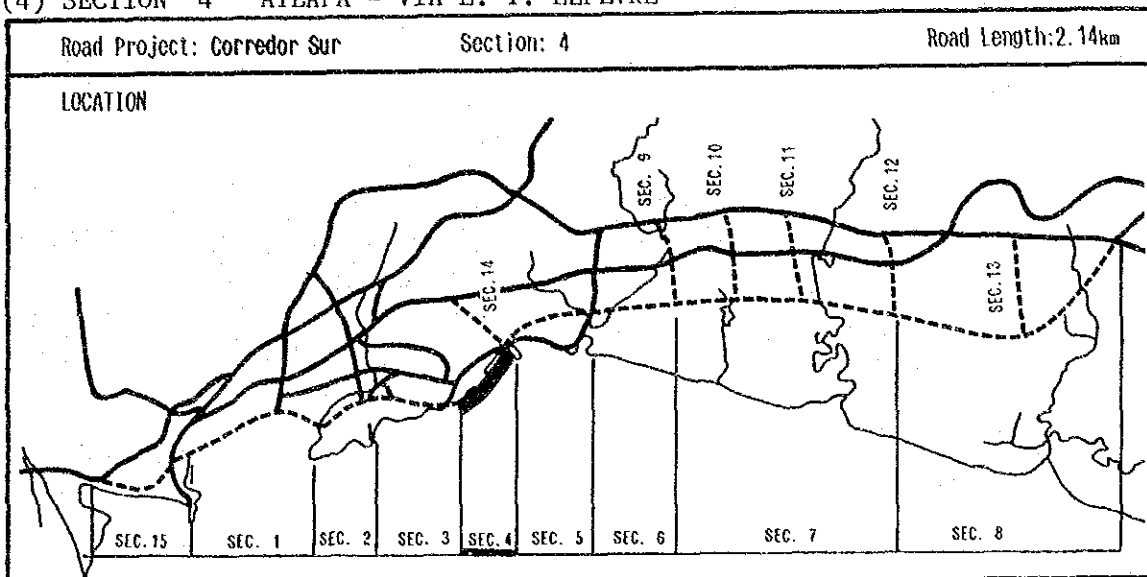 (4) SECTION 4 ATLAPA - VIA E. T. LEFEVRE
Road Project: Corredor Sur Section: 4 Road Length:2.14km
LOCATION
SEC. 9
SEC.10
SEC.11
SEC.12
SEC.14
SEC.13
SEC.15 SEC. 1 SEC. 2 SEC. 3 SEC.4 SEC. 5 SEC. 6 SEC. 7 SEC. 8